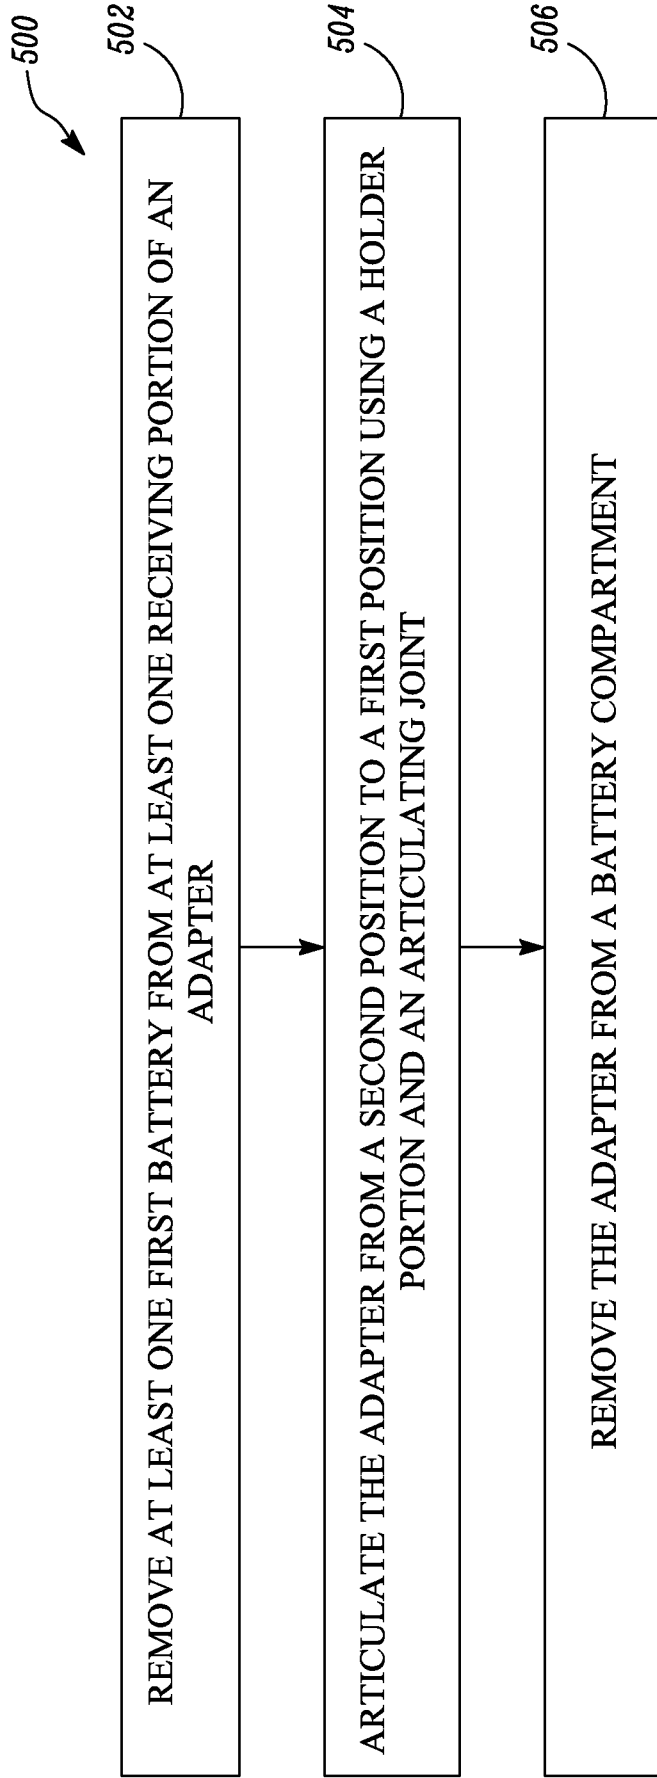 500
502
REMOVE AT LEAST ONE FIRST BATTERY FROM AT LEAST ONE RECEIVING PORTION OF AN
ADAPTER
504
ARTICULATE THE ADAPTER FROM A SECOND POSITION TO A FIRST POSITION USING A HOLDER
PORTION AND AN ARTICULATING JOINT
506
REMOVE THE ADAPTER FROM A BATTERY COMPARTMENT